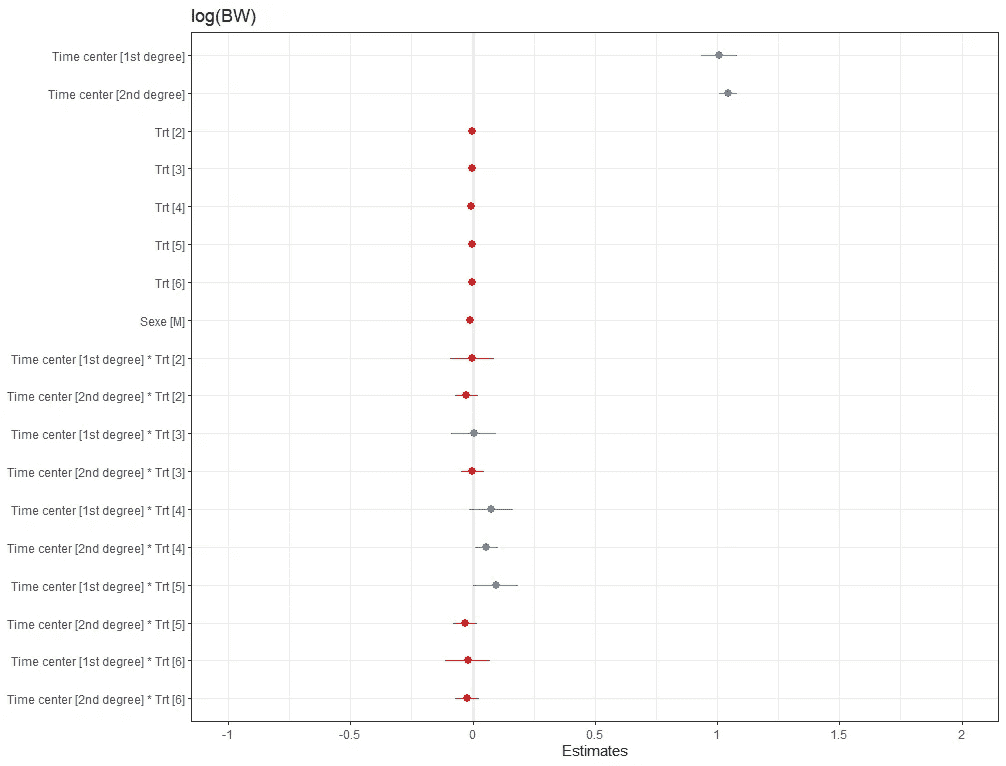 log(BW)
Time center [1st degree]
Time center [2nd degree]
Trt [2]
Trt [3]
Trt [4]
Trt [5]
Trt [6]
Sexe [M]
Time center [1st degree] * Trt [2]
Time center [2nd degree] * Trt [2]
Time center [1st degree] * Trt [3]
Time center [2nd degree] * Trt [3]
Time center [1st degree] * Trt [4]
Time center [2nd degree] * Trt [4]
Time center [1st degree] * Trt [5]
Time center [2nd degree] * Trt [5]
Time center [1st degree] * Trt [6]
Time center [2nd degree] * Trt [6]
-1 -0.5 0 0.5 1 1.5 2
Estimates